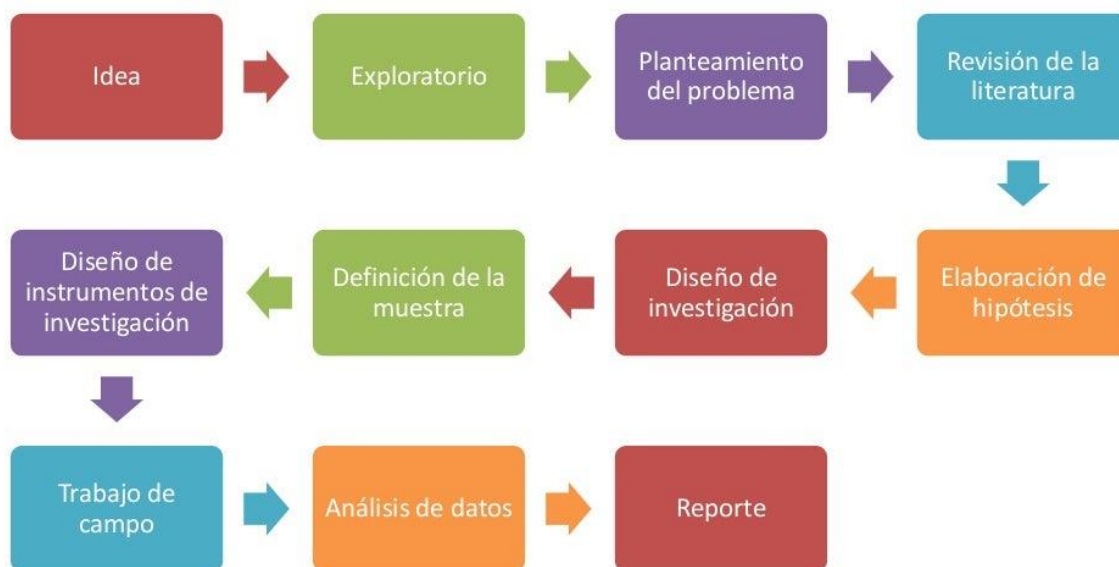 Idea
Exploratorio
Planteamiento
del problema
Revisión de la
literatura
Elaboración de
hipótesis
Diseño de
investigación
Definición de la
muestra
Diseño de
instrumentos de
investigación
Trabajo de
campo
Análisis de datos
Reporte